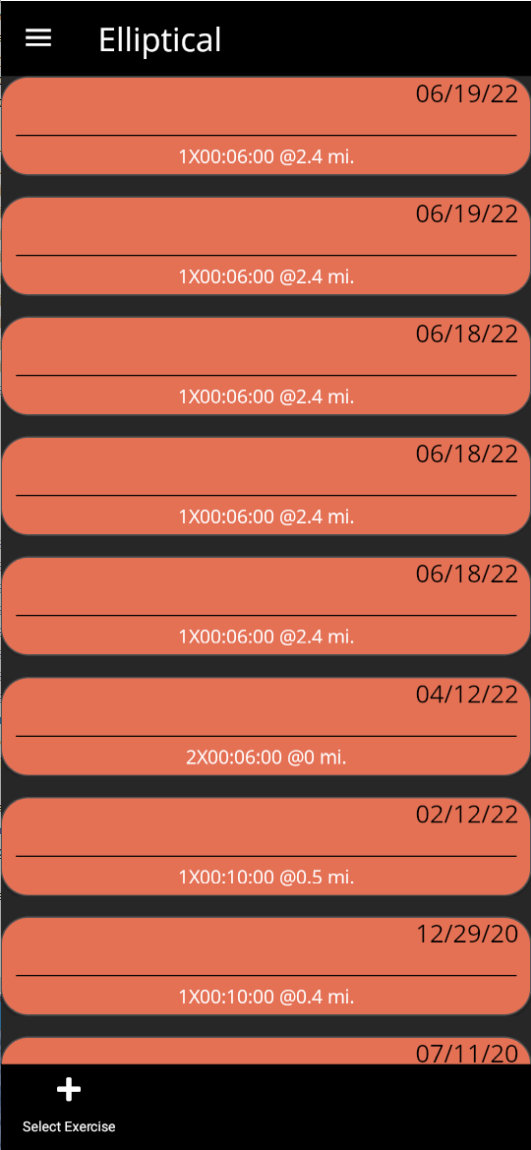 Elliptical
06/19/22
1X00:06:00 @2.4 mi.
06/19/22
1X00:06:00 @2.4 mi.
06/18/22
1X00:06:00 @2.4 mi.
06/18/22
1X00:06:00 @2.4 mi.
06/18/22
1X00:06:00 @2.4 mi.
04/12/22
2X00:06:00 @0 mi.
02/12/22
1X00:10:00 @0.5 mi.
12/29/20
1X00:10:00 @0.4 mi.
07/11/20
Select Exercise